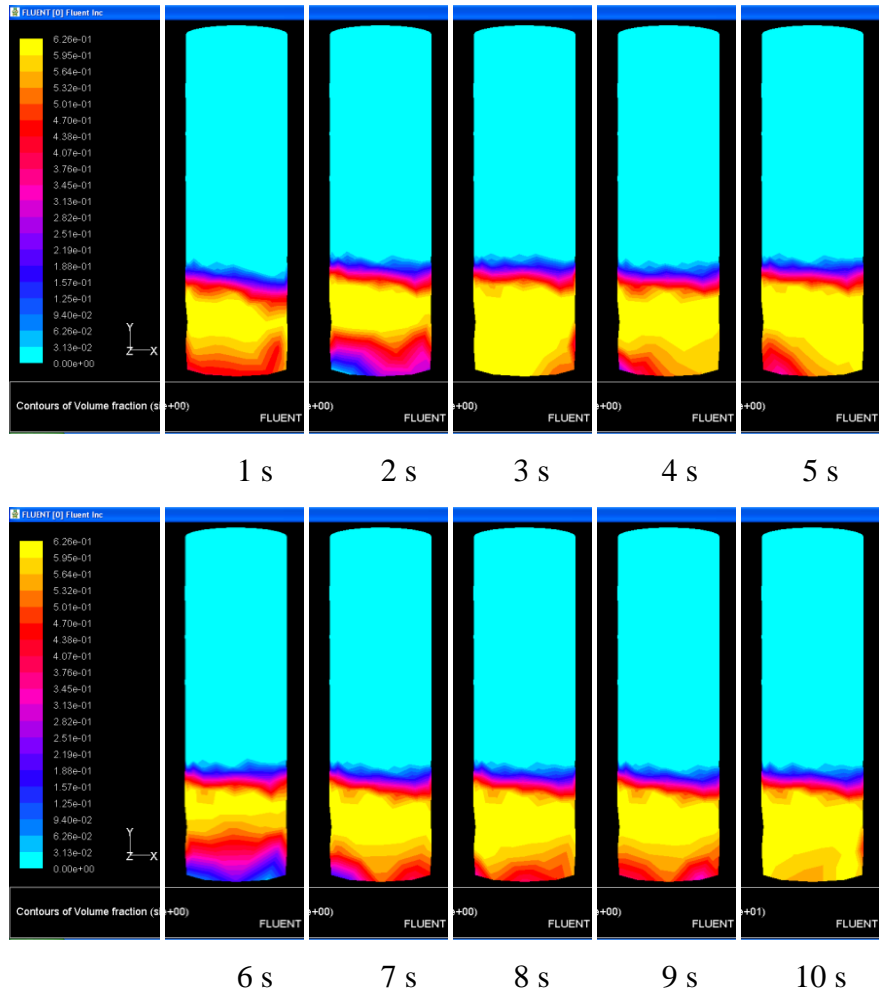 FLUENT [0] Fluent Inc
6.26e-01
5.95e-01
5.64e-01
5.32e-01
5.01e-01
4.70e-01
4.38e-01
4.07e-01
3.76e-01
3.45e-01
3.13e-01
2.82e-01
2.51e-01
2.19e-01
1.88e-01
1.57e-01
1.25e-01
9.40e-02
6.26e-02
3.13e-02
0.00e+00
Y
Z X
Contours of Volume fraction (s e+00) e+00) e+00) e+00) e+00)
FLUENT FLUENT FLUENT FLUENT FLUENT
1 s 2 s 3 s 4 s 5 s
FLUENT [0] Fluent Inc
6.26e-01
5.95e-01
5.64e-01
5.32e-01
5.01e-01
4.70e-01
4.38e-01
4.07e-01
3.76e-01
3.45e-01
3.13e-01
2.82e-01
2.51e-01
2.19e-01
1.88e-01
1.57e-01
1.25e-01
9.40e-02
6.26e-02
3.13e-02
0.00e+00
Y
Z X
Contours of Volume fraction (s +00) e+00) e+00) e+00) e+01)
FLUENT FLUENT FLUENT FLUENT FLUENT
6 s 7 s 8 s 9 s 10 s